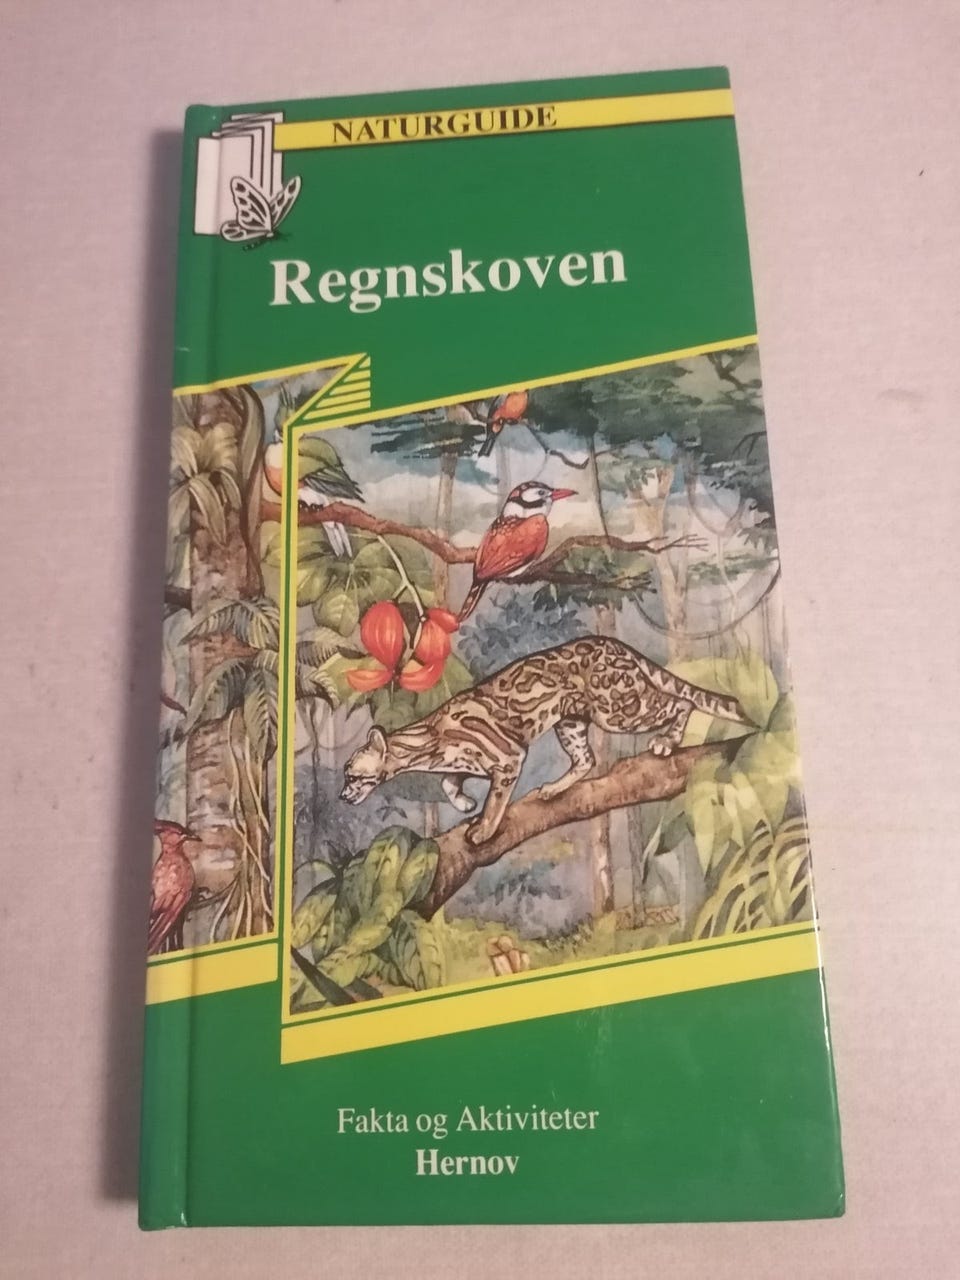 NATURGUIDE
Regnskoven
Fakta og Aktiviteter
Hernov